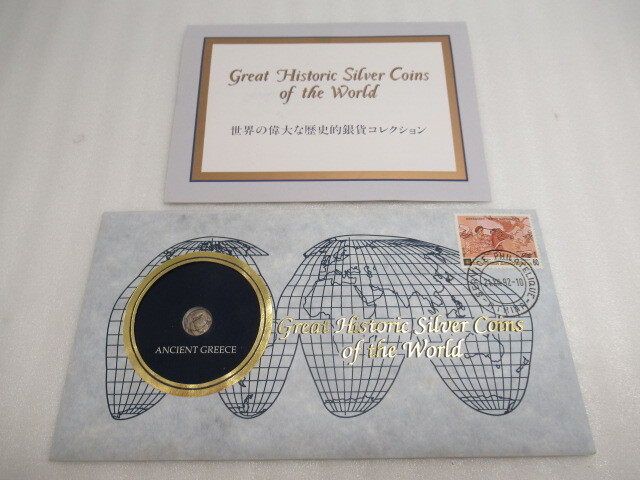 Great Historic Silver Coins
of the World
世界の偉大な歴史的銀貨コレクション
ANCIENT GREECE
Great Historic Silver Coins
of the World